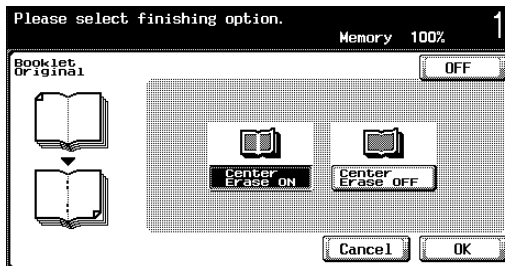 Please select finishing option.
Memory 100% 1
Booklet
Original
OFF
Center
Erase ON
Center
Erase OFF
Cancel
OK